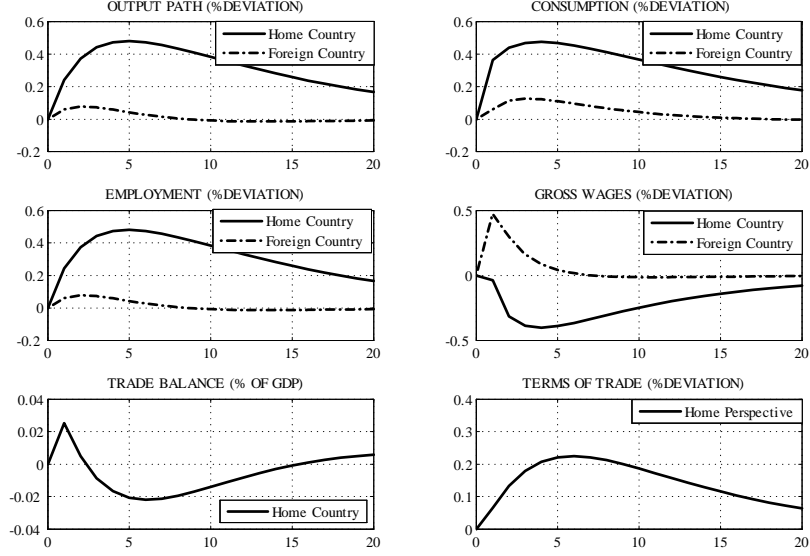 OUTPUT PATH (%DEVIATION)
0.6
0.4
0.2
0
-0.2
0 5 10 15 20
Home Country
Foreign Country
CONSUMPTION (%DEVIATION)
0.6
0.4
0.2
0
-0.2
0 5 10 15 20
Home Country
Foreign Country
EMPLOYMENT (%DEVIATION)
0.6
0.4
0.2
0
-0.2
0 5 10 15 20
Home Country
Foreign Country
GROSS WAGES (%DEVIATION)
0.5
0
-0.5
0 5 10 15 20
Home Country
Foreign Country
TRADE BALANCE (% OF GDP)
0.04
0.02
0
-0.02
-0.04
0 5 10 15 20
Home Country
TERMS OF TRADE (%DEVIATION)
0.4
0.3
0.2
0.1
0
0 5 10 15 20
Home Perspective